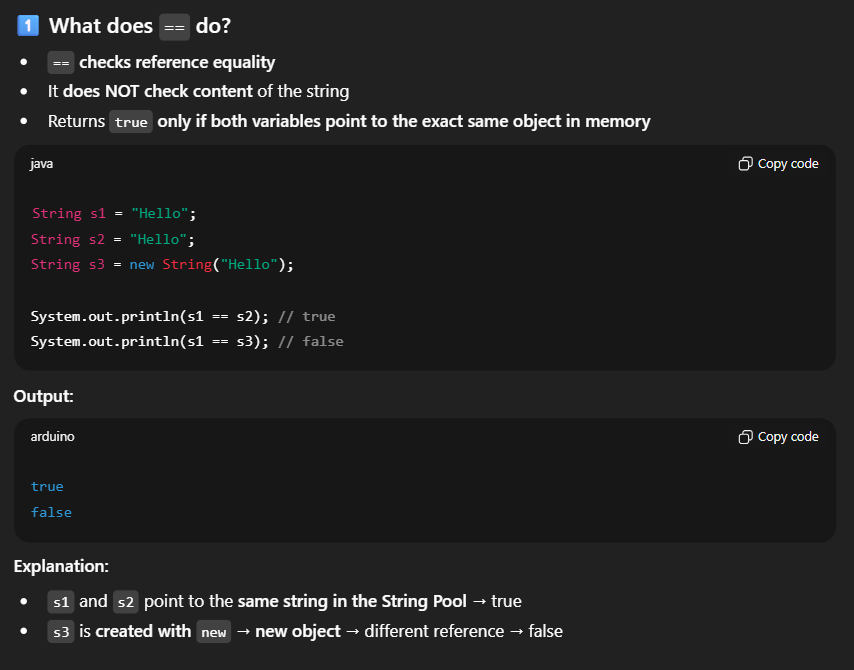 1 What does == do?
• == checks reference equality
• It does NOT check content of the string
• Returns true only if both variables point to the exact same object in memory
java Copy code
String s1 = "Hello";
String s2 = "Hello";
String s3 = new String("Hello");
System.out.println(s1 == s2); // true
System.out.println(s1 == s3); // false
Output:
arduino Copy code
true
false
Explanation:
• s1 and s2 point to the same string in the String Pool → true
• s3 is created with new → new object → different reference → false